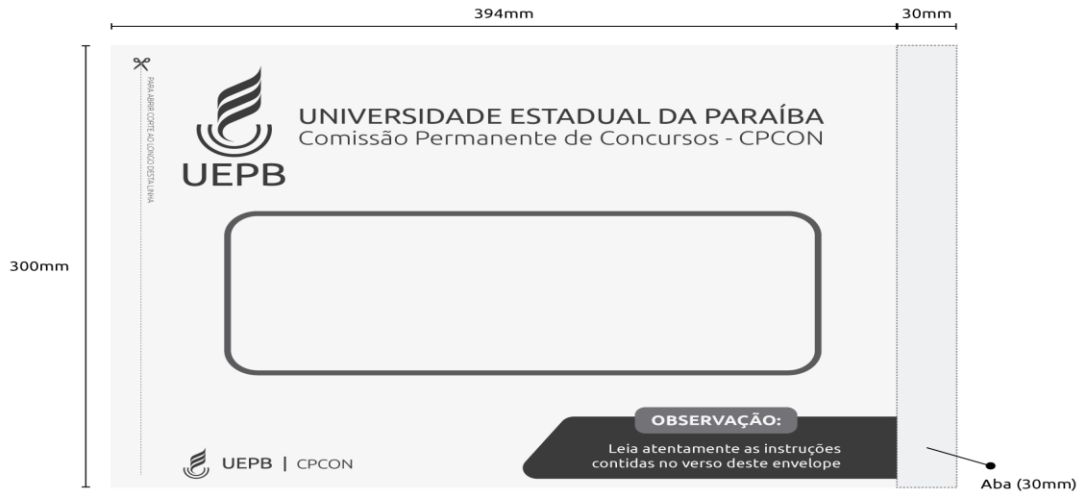 394mm
30mm
300mm
PARA ABRIR CORTE AO LONGO DESTA LINHA
UEPB
UNIVERSIDADE ESTADUAL DA PARAÍBA
Comissão Permanente de Concursos - CPCON
OBSERVAÇÃO:
Leia atentamente as instruções
contidas no verso deste envelope
UEPB | CPCON
Aba (30mm)